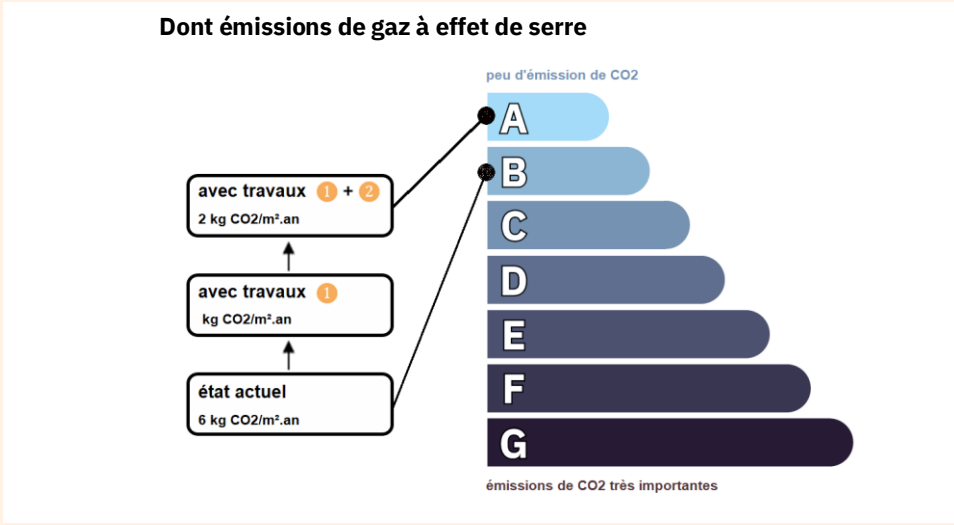 Dont émissions de gaz à effet de serre
peu d'émission de CO2
A
B
avec travaux 1 + 2
2 kg CO2/m².an
C
D
avec travaux 1
kg CO2/m².an
E
état actuel
6 kg CO2/m².an
F
G
émissions de CO2 très importantes